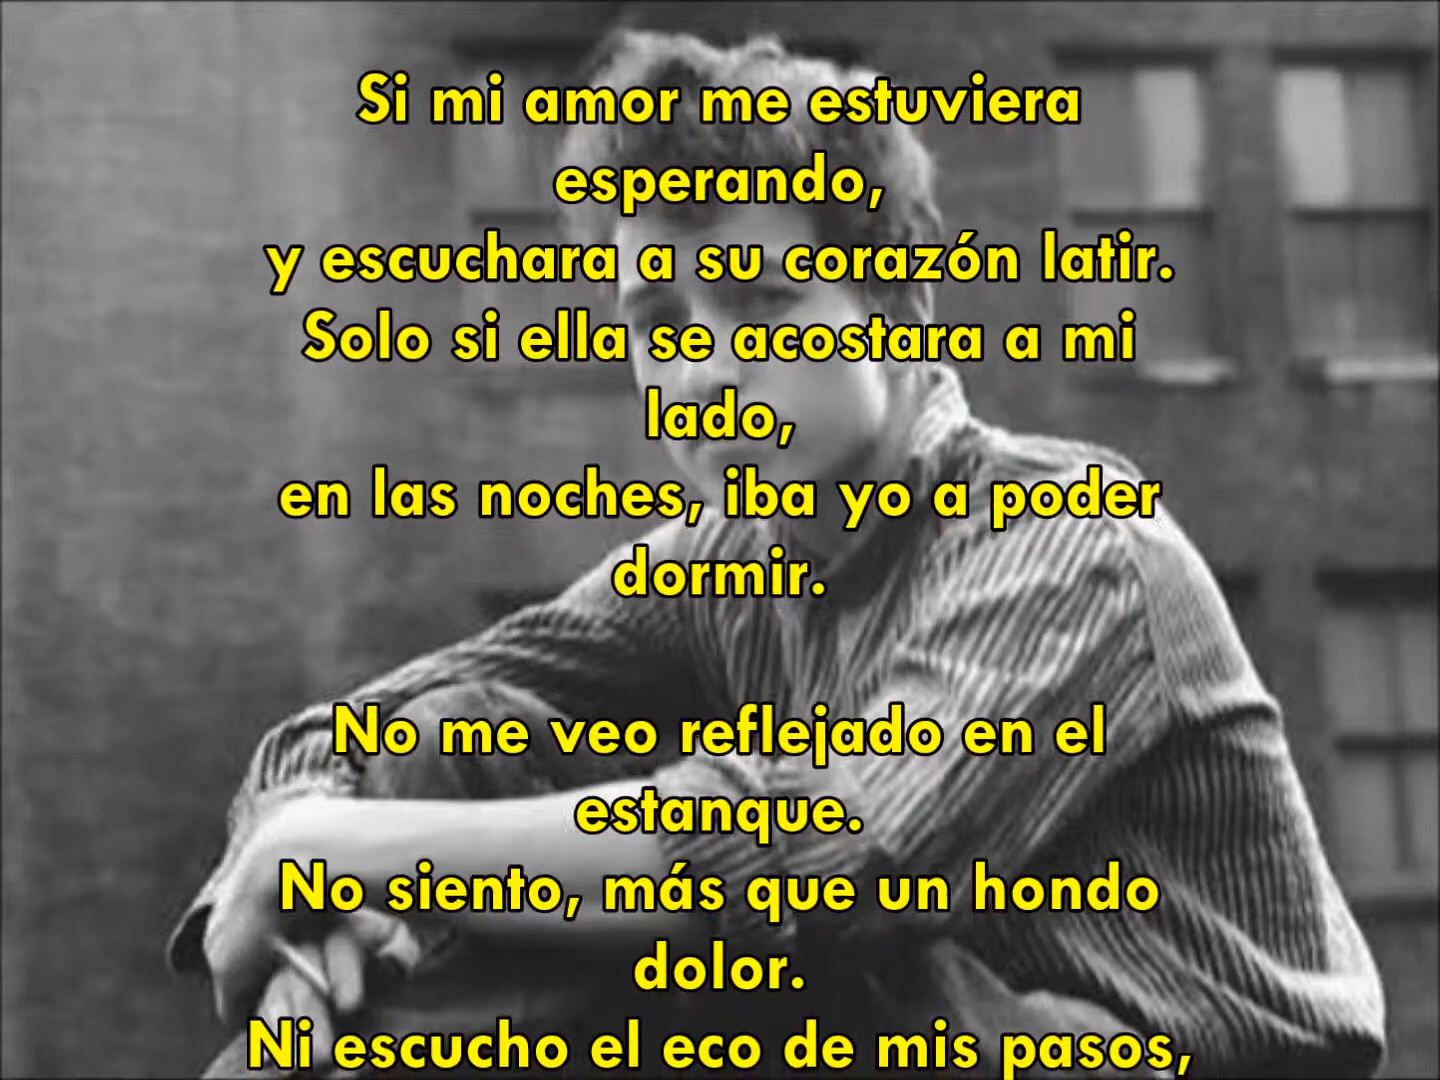 Si mi amor me estuviera
esperando,
y escuchara a su corazón latir.
Solo si ella se acostara a mi
lado,
en las noches, iba yo a poder
dormir.
No me veo reflejado en el
estanque.
No siento, más que un hondo
dolor.
Ni escucho el eco de mis pasos,